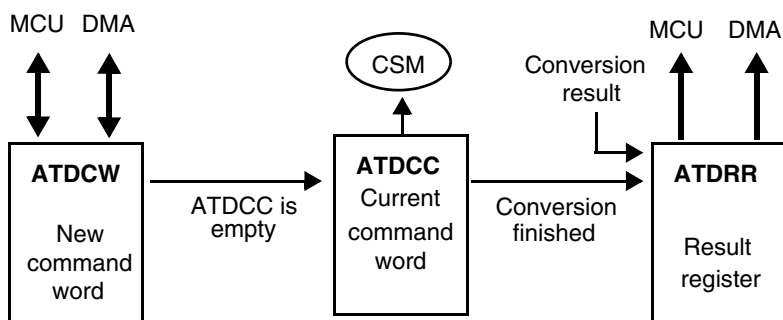 MCU DMA
ATDCW
New
command
word
ATDCC is
empty
CSM
ATDCC
Current
command
word
Conversion
finished
Conversion
result
MCU DMA
ATDRR
Result
register